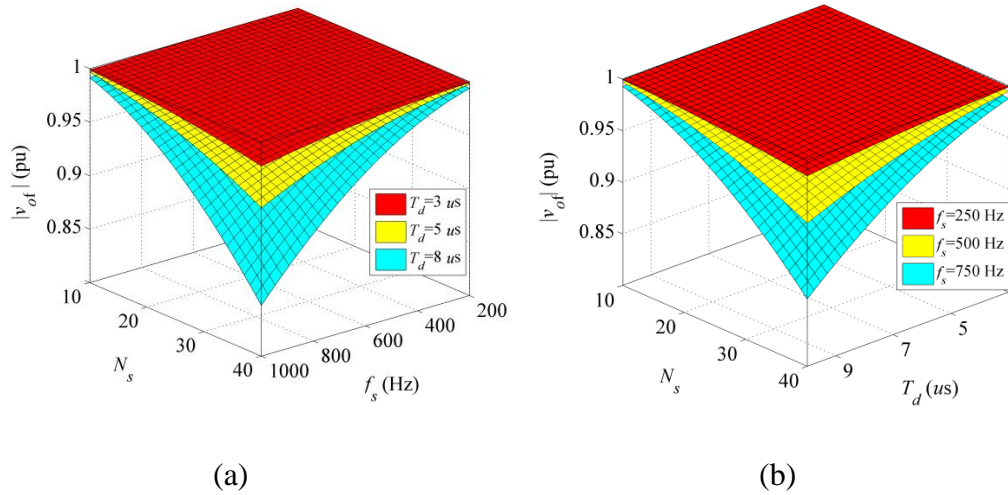 1
0.95
0.9
0.85
|v_of| (pu)
10
20
30
40
N_s
1000
800
600
400
200
f_s (Hz)
T_d=3 us
T_d=5 us
T_d=8 us
(a)
1
0.95
0.9
0.85
|v_of| (pu)
10
20
30
40
N_s
9
7
5
T_d (us)
f_s=250 Hz
f_s=500 Hz
f_s=750 Hz
(b)